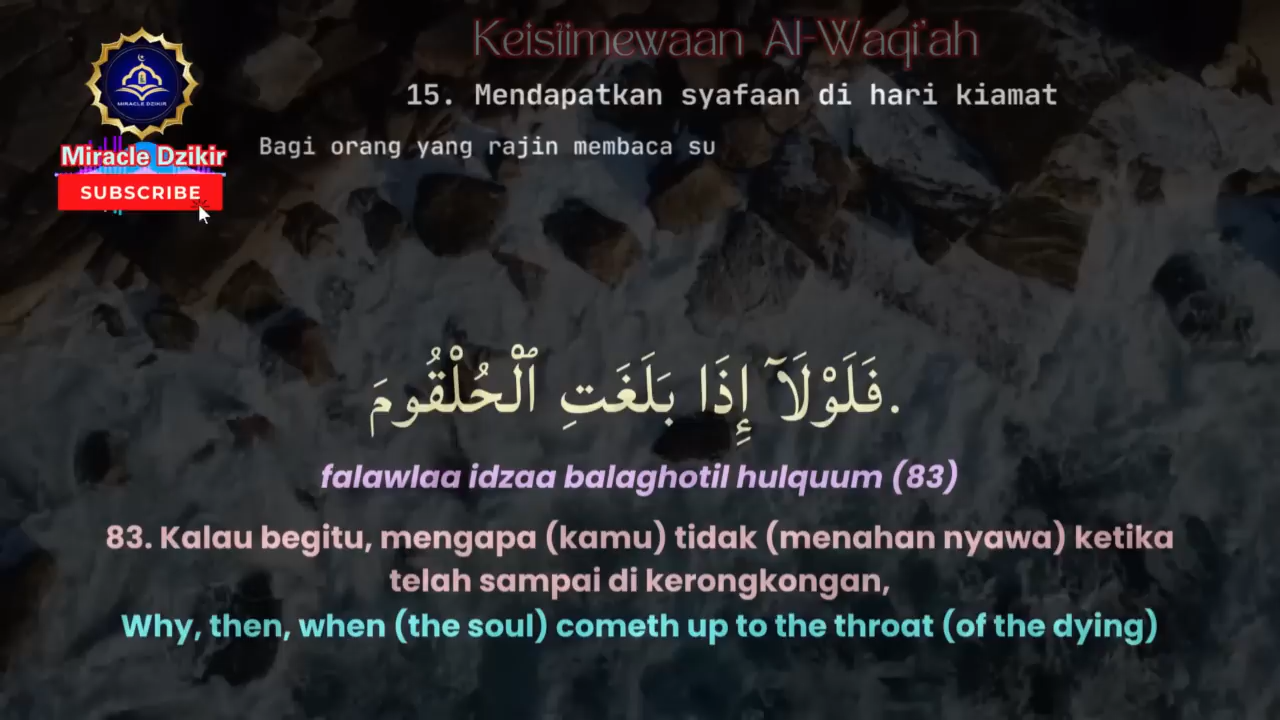 Keistimewaan Al-Waqi'ah
15. Mendapatkan syafaan di hari kiamat
Bagi orang yang rajin membaca su
MIRACLE DZIKIR
Miracle Dzikir
SUBSCRIBE
فَلَوْلَآ إِذَا بَلَغَتِ ٱلْحُلْقُومَ.
falawlaa idzaa balaghotil hulquum (83)
83. Kalau begitu, mengapa (kamu) tidak (menahan nyawa) ketika
telah sampai di kerongkongan,
Why, then, when (the soul) cometh up to the throat (of the dying)